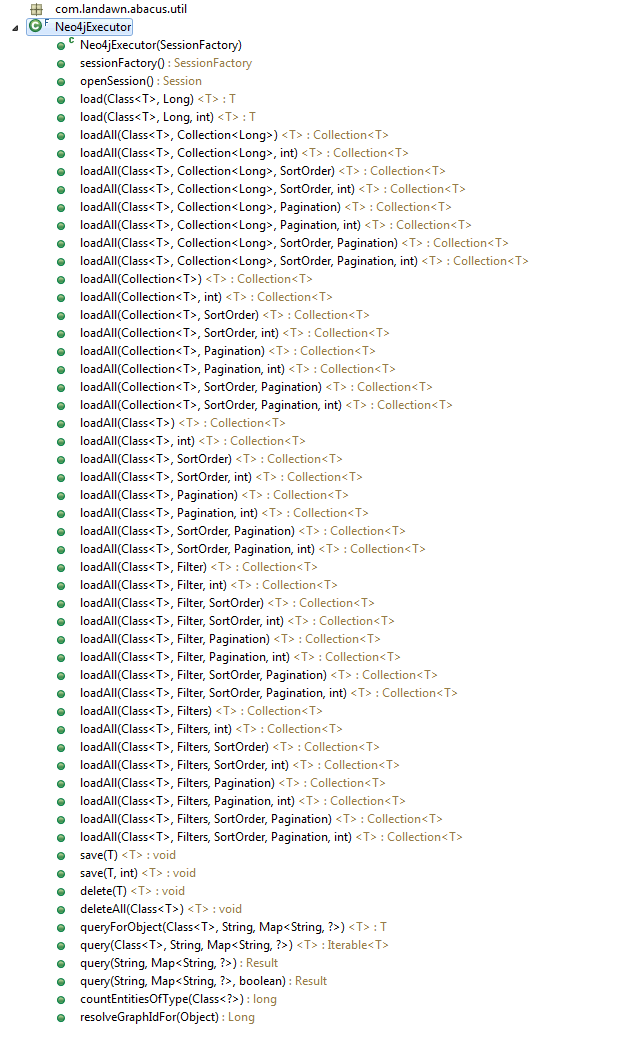 com.landawn.abacus.util
C F Neo4jExecutor
C Neo4jExecutor(SessionFactory)
sessionFactory() : SessionFactory
openSession() : Session
load(Class<T>, Long) <T> : T
load(Class<T>, Long, int) <T> : T
loadAll(Class<T>, Collection<Long>) <T> : Collection<T>
loadAll(Class<T>, Collection<Long>, int) <T> : Collection<T>
loadAll(Class<T>, Collection<Long>, SortOrder) <T> : Collection<T>
loadAll(Class<T>, Collection<Long>, SortOrder, int) <T> : Collection<T>
loadAll(Class<T>, Collection<Long>, Pagination) <T> : Collection<T>
loadAll(Class<T>, Collection<Long>, Pagination, int) <T> : Collection<T>
loadAll(Class<T>, Collection<Long>, SortOrder, Pagination) <T> : Collection<T>
loadAll(Class<T>, Collection<Long>, SortOrder, Pagination, int) <T> : Collection<T>
loadAll(Collection<T>) <T> : Collection<T>
loadAll(Collection<T>, int) <T> : Collection<T>
loadAll(Collection<T>, SortOrder) <T> : Collection<T>
loadAll(Collection<T>, SortOrder, int) <T> : Collection<T>
loadAll(Collection<T>, Pagination) <T> : Collection<T>
loadAll(Collection<T>, Pagination, int) <T> : Collection<T>
loadAll(Collection<T>, SortOrder, Pagination) <T> : Collection<T>
loadAll(Collection<T>, SortOrder, Pagination, int) <T> : Collection<T>
loadAll(Class<T>) <T> : Collection<T>
loadAll(Class<T>, int) <T> : Collection<T>
loadAll(Class<T>, SortOrder) <T> : Collection<T>
loadAll(Class<T>, SortOrder, int) <T> : Collection<T>
loadAll(Class<T>, Pagination) <T> : Collection<T>
loadAll(Class<T>, Pagination, int) <T> : Collection<T>
loadAll(Class<T>, SortOrder, Pagination) <T> : Collection<T>
loadAll(Class<T>, SortOrder, Pagination, int) <T> : Collection<T>
loadAll(Class<T>, Filter) <T> : Collection<T>
loadAll(Class<T>, Filter, int) <T> : Collection<T>
loadAll(Class<T>, Filter, SortOrder) <T> : Collection<T>
loadAll(Class<T>, Filter, SortOrder, int) <T> : Collection<T>
loadAll(Class<T>, Filter, Pagination) <T> : Collection<T>
loadAll(Class<T>, Filter, Pagination, int) <T> : Collection<T>
loadAll(Class<T>, Filter, SortOrder, Pagination) <T> : Collection<T>
loadAll(Class<T>, Filter, SortOrder, Pagination, int) <T> : Collection<T>
loadAll(Class<T>, Filters) <T> : Collection<T>
loadAll(Class<T>, Filters, int) <T> : Collection<T>
loadAll(Class<T>, Filters, SortOrder) <T> : Collection<T>
loadAll(Class<T>, Filters, SortOrder, int) <T> : Collection<T>
loadAll(Class<T>, Filters, Pagination) <T> : Collection<T>
loadAll(Class<T>, Filters, Pagination, int) <T> : Collection<T>
loadAll(Class<T>, Filters, SortOrder, Pagination) <T> : Collection<T>
loadAll(Class<T>, Filters, SortOrder, Pagination, int) <T> : Collection<T>
save(T) <T> : void
save(T, int) <T> : void
delete(T) <T> : void
deleteAll(Class<T>) <T> : void
queryForObject(Class<T>, String, Map<String, ?>) <T> : T
query(Class<T>, String, Map<String, ?>) <T> : Iterable<T>
query(String, Map<String, ?>) : Result
query(String, Map<String, ?>, boolean) : Result
countEntitiesOfType(Class<?>) : long
resolveGraphIdFor(Object) : Long